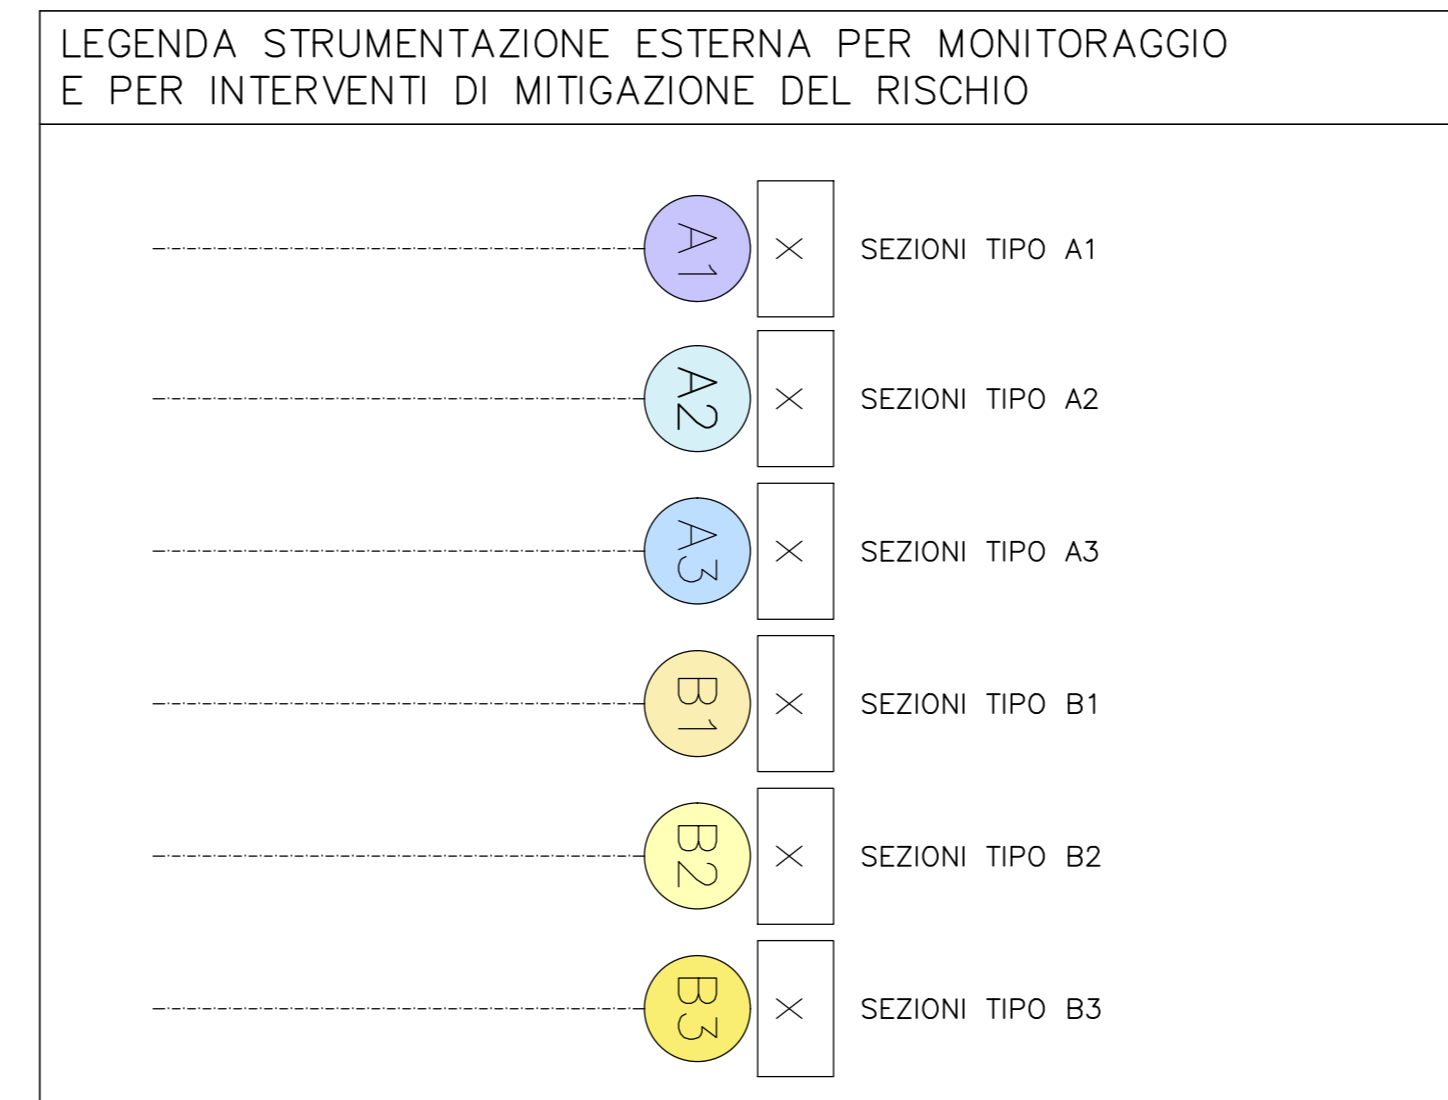 LEGENDA STRUMENTAZIONE ESTERNA PER MONITORAGGIO
E PER INTERVENTI DI MITIGAZIONE DEL RISCHIO
A1 X SEZIONI TIPO A1
A2 X SEZIONI TIPO A2
A3 X SEZIONI TIPO A3
B1 X SEZIONI TIPO B1
B2 X SEZIONI TIPO B2
B3 X SEZIONI TIPO B3